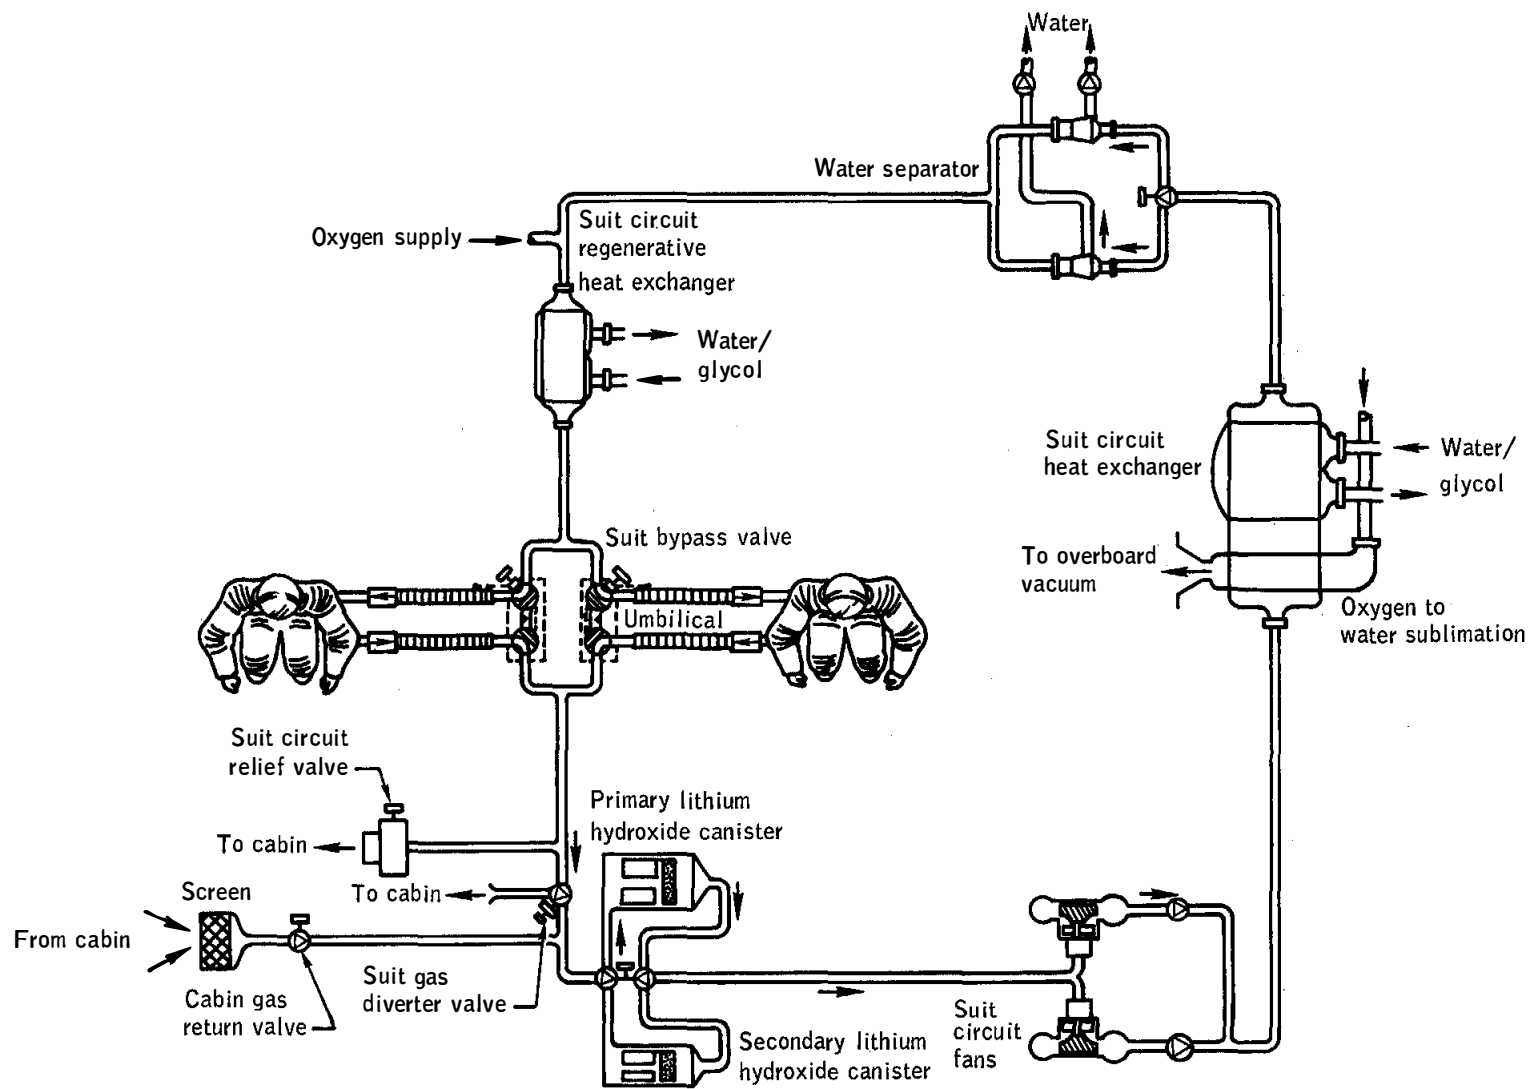 Water
Water separator
Oxygen supply
Suit circuit
regenerative
heat exchanger
Water/
glycol
Suit circuit
heat exchanger
Water/
glycol
Suit bypass valve
To overboard
vacuum
Umbilical
Oxygen to
water sublimation
Suit circuit
relief valve
Primary lithium
hydroxide canister
To cabin
To cabin
Screen
From cabin
Suit gas
diverter valve
Cabin gas
return valve
Suit
circuit
fans
Secondary lithium
hydroxide canister